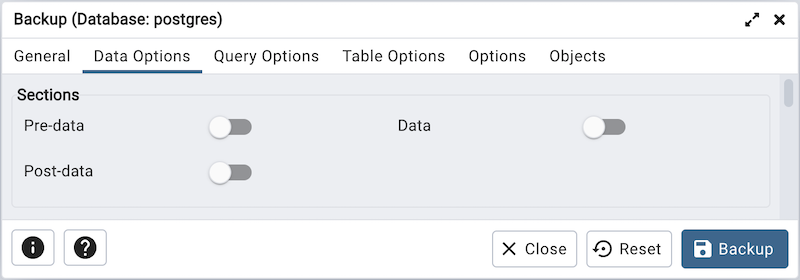 Backup (Database: postgres)
General Data Options Query Options Table Options Options Objects
Sections
Pre-data Data
Post-data
Close Reset Backup